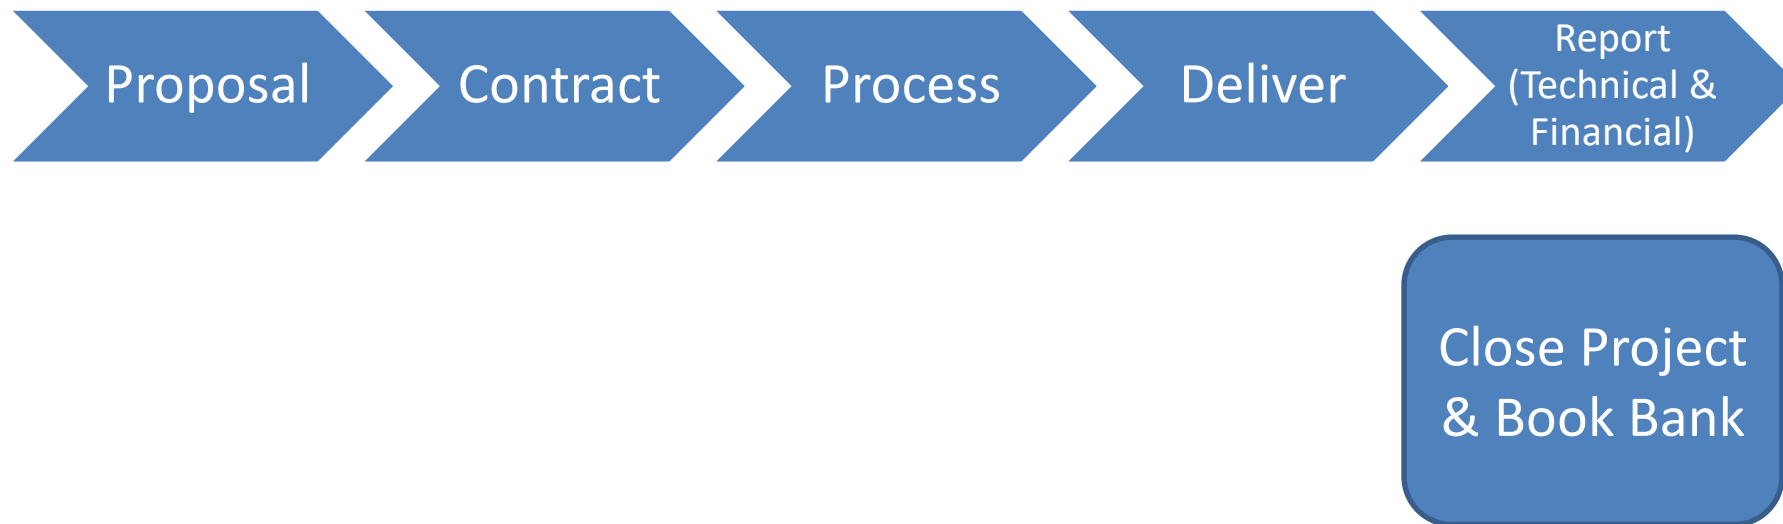 Proposal
Contract
Process
Deliver
Report
(Technical &
Financial)
Close Project
& Book Bank